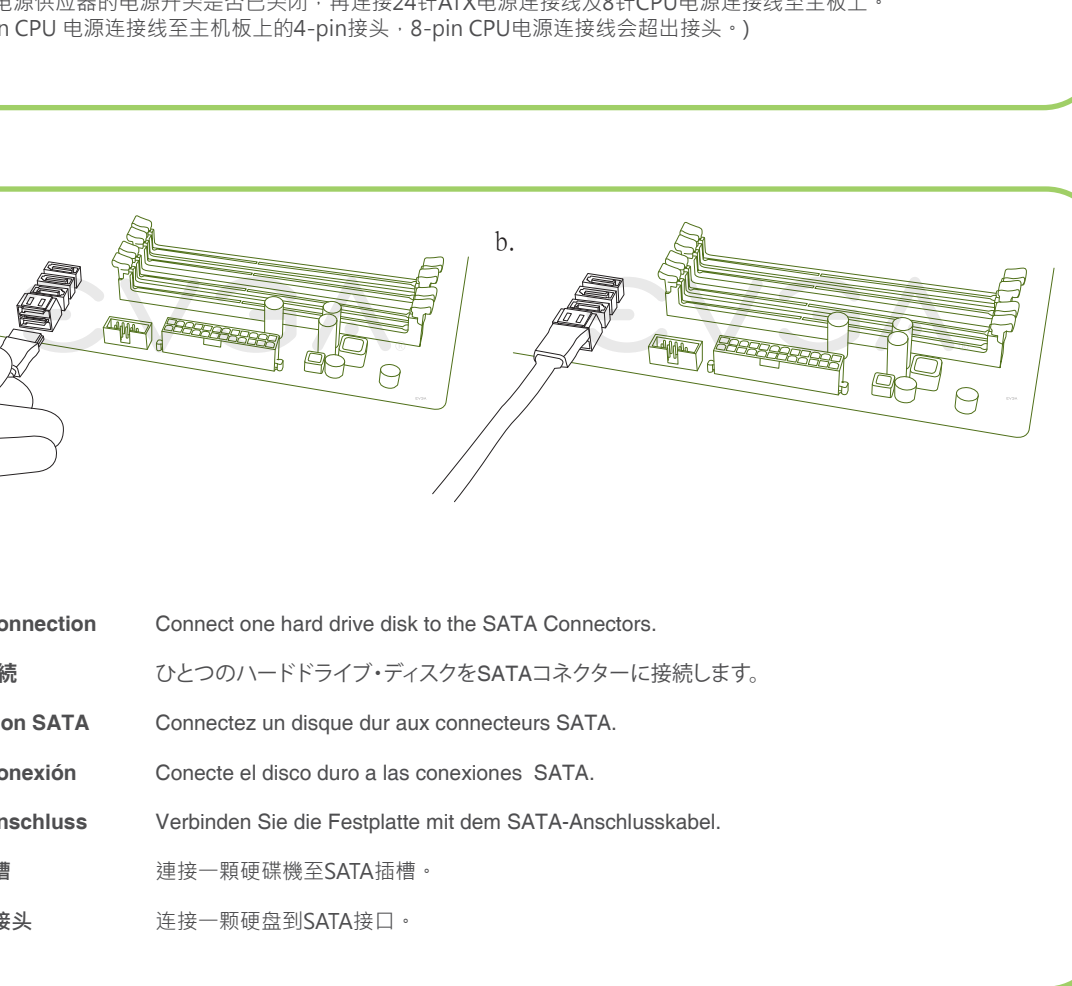 电源供应器的电源开关是否已关闭，再连接24针ATX电源连接线及8针CPU电源连接线至主板上。
CPU 电源连接线至主机板上的4-pin接头，8-pin CPU电源连接线会超出接头。)
b.
EVGA EVGA
Connect one hard drive disk to the SATA Connectors.
ひとつのハードドライブ・ディスクをSATAコネクターに接続します。
SATA Connectez un disque dur aux connecteurs SATA.
Conecte el disco duro a las conexiones SATA.
Verbinden Sie die Festplatte mit dem SATA-Anschlusskabel.
槽 連接一顆硬碟機至SATA插槽。
接头 连接一颗硬盘到SATA接口。